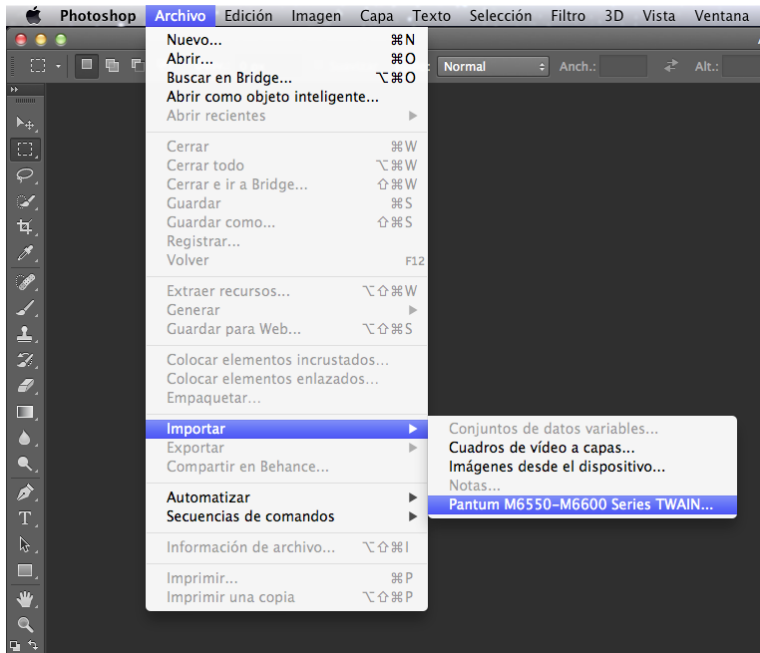 Photoshop Archivo Edición Imagen Capa Texto Selección Filtro 3D Vista Ventana
Normal Anch.: Alt.:
Nuevo... ⌘N
Abrir... ⌘O
Buscar en Bridge... ⌥⌘O
Abrir como objeto inteligente...
Abrir recientes
Cerrar ⌘W
Cerrar todo ⌥⌘W
Cerrar e ir a Bridge... ⇧⌘W
Guardar ⌘S
Guardar como... ⇧⌘S
Registrar...
Volver F12
Extraer recursos... ⌥⇧⌘W
Generar
Guardar para Web... ⌥⇧⌘S
Colocar elementos incrustados...
Colocar elementos enlazados...
Empaquetar...
Importar
Exportar
Compartir en Behance...
Automatizar
Secuencias de comandos
Información de archivo... ⌥⇧⌘I
Imprimir... ⌘P
Imprimir una copia ⌥⇧⌘P
Conjuntos de datos variables...
Cuadros de vídeo a capas...
Imágenes desde el dispositivo...
Notas...
Pantum M6550-M6600 Series TWAIN...